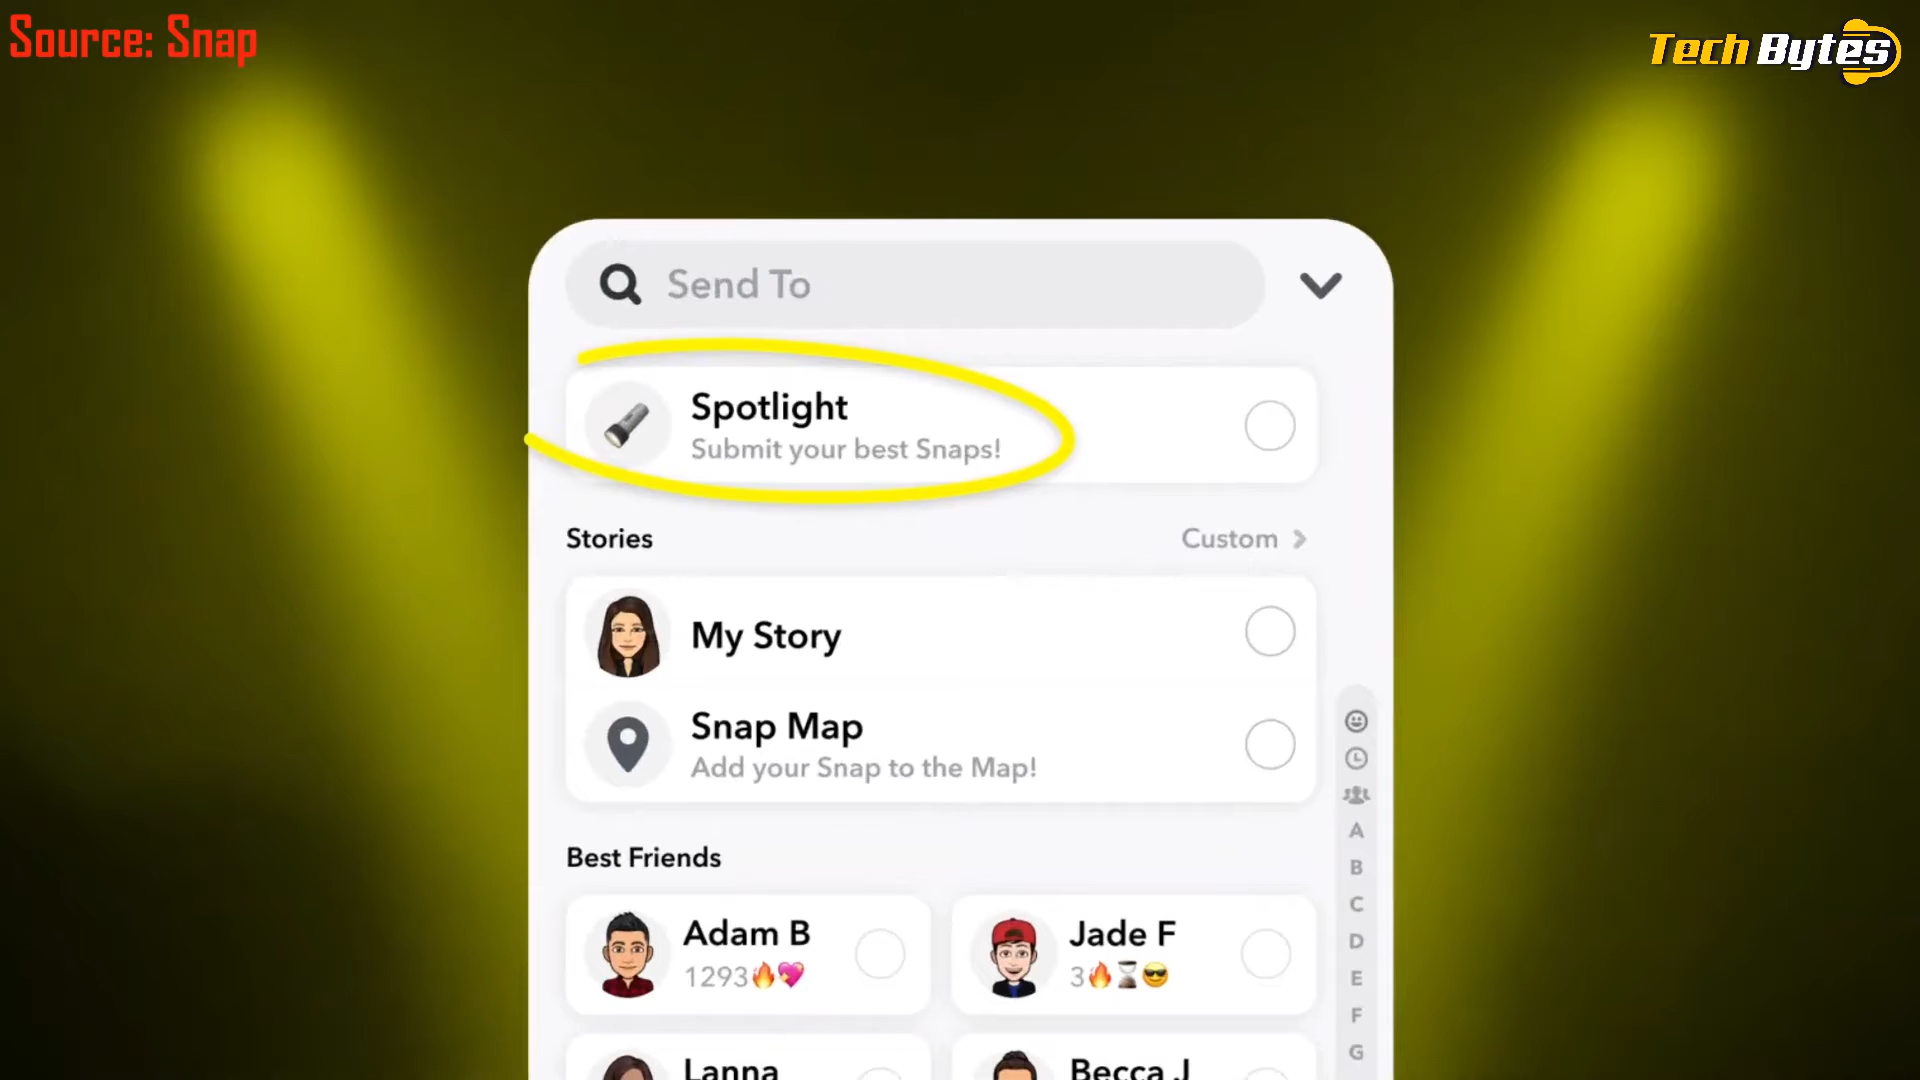 Source: Snap
Tech Bytes
Send To
Spotlight
Submit your best Snaps!
Stories
Custom
My Story
Snap Map
Add your Snap to the Map!
Best Friends
Adam B
1293🔥💖
Jade F
3🔥⌛😎
Lanna
Becca J
A
B
C
D
E
F
G